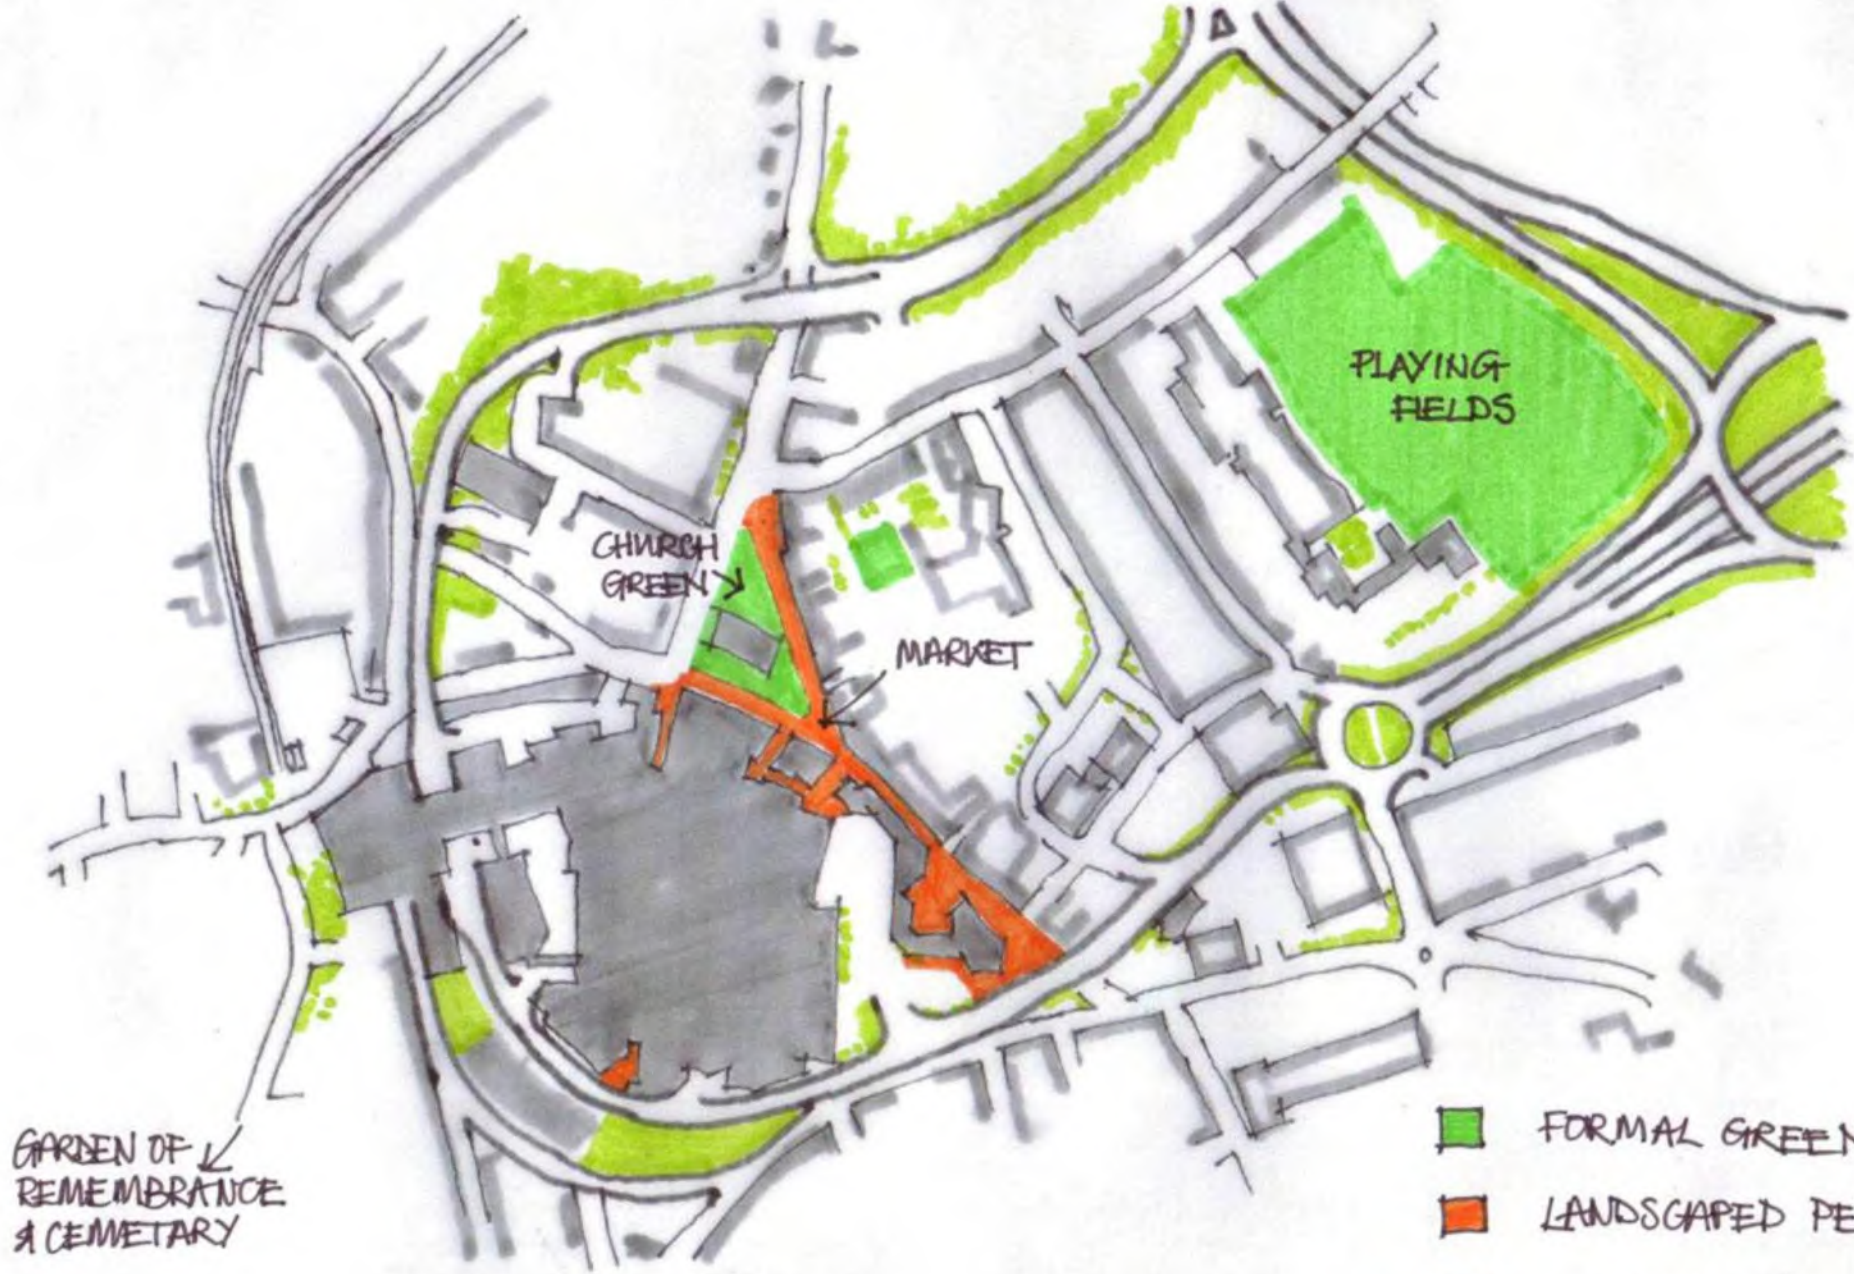 PLAYING
FIELDS
CHURCH
GREEN
MARKET
GARDEN OF
REMEMBRANCE
& CEMETARY
FORMAL GREEN
LANDSCAPED PE